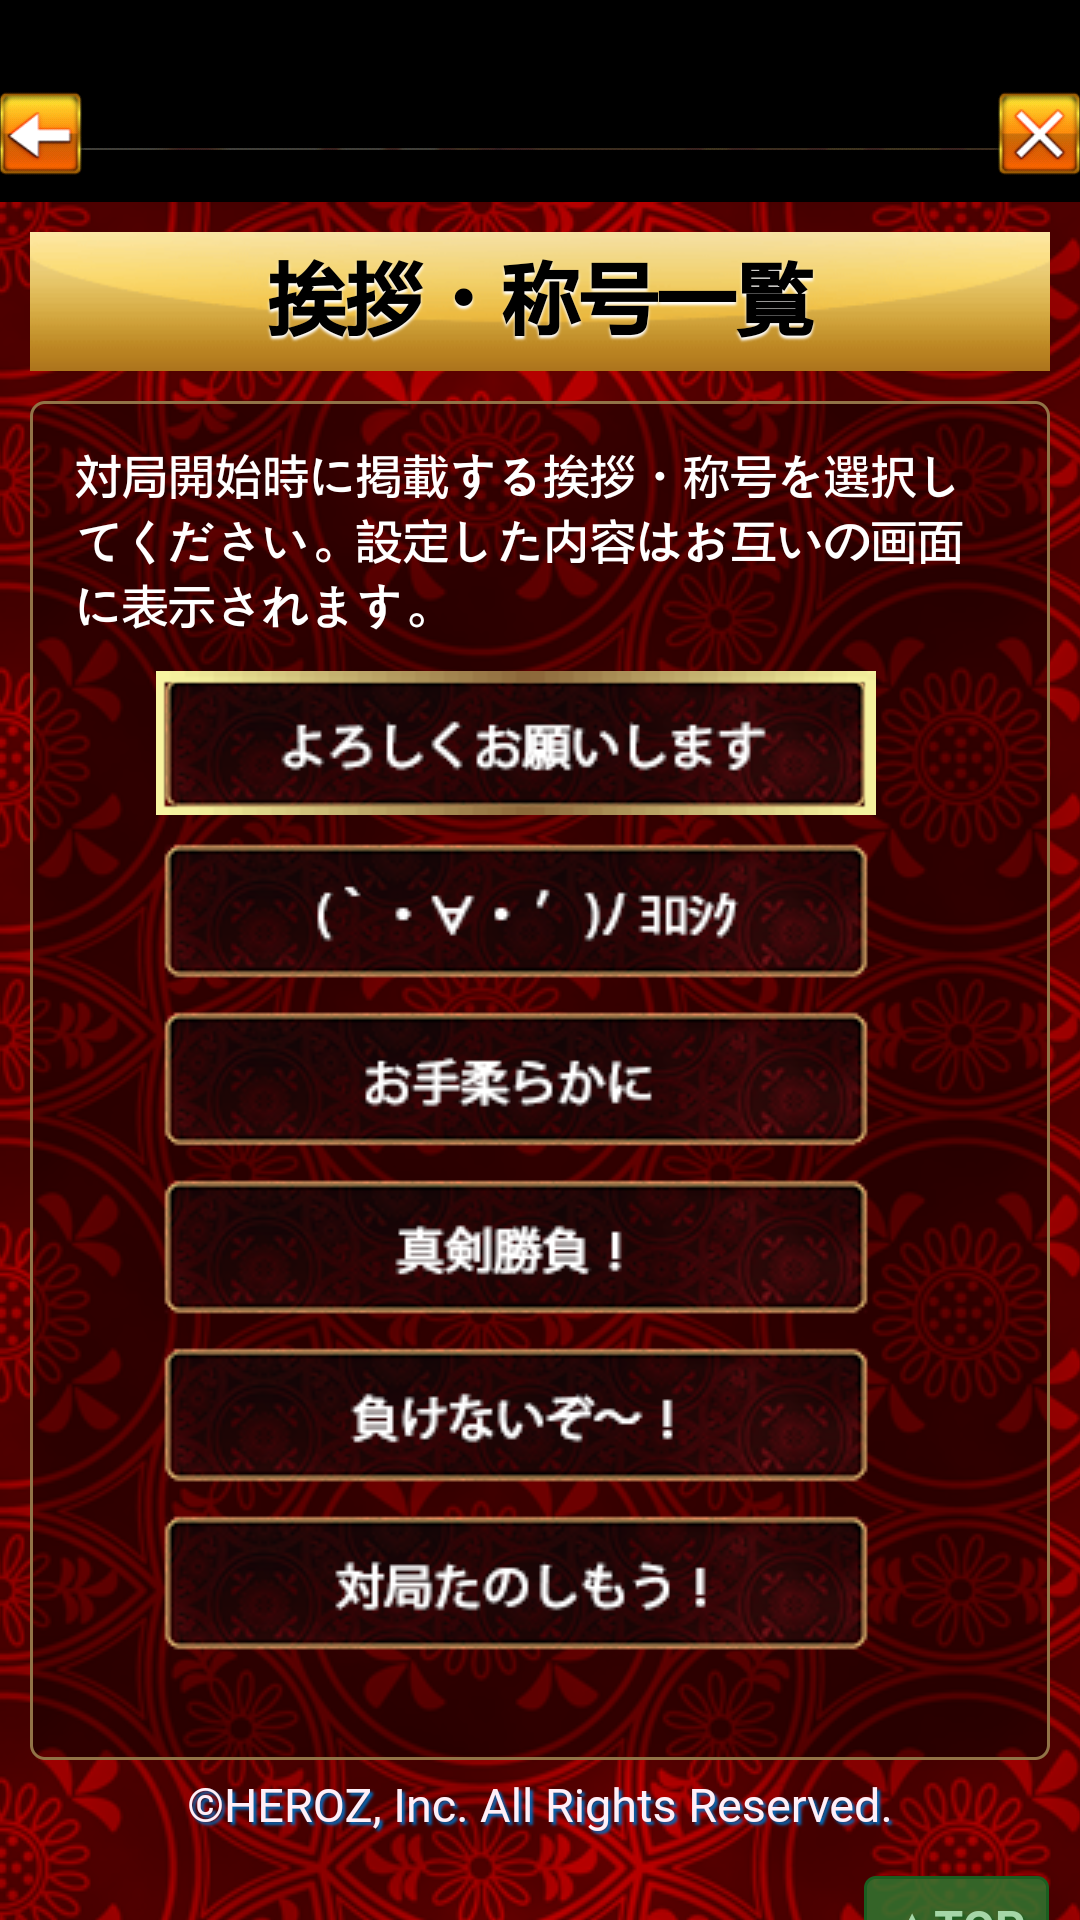 挨拶・称号一覧
対局開始時に掲載する挨拶・称号を選択し
てください。設定した内容はお互いの画面
に表示されます。
よろしくお願いします
(｀・∀・′)ﾉ ﾖﾛｼｸ
お手柔らかに
真剣勝負！
負けないぞ～！
対局たのしもう！
©HEROZ, Inc. All Rights Reserved.
▲TOP